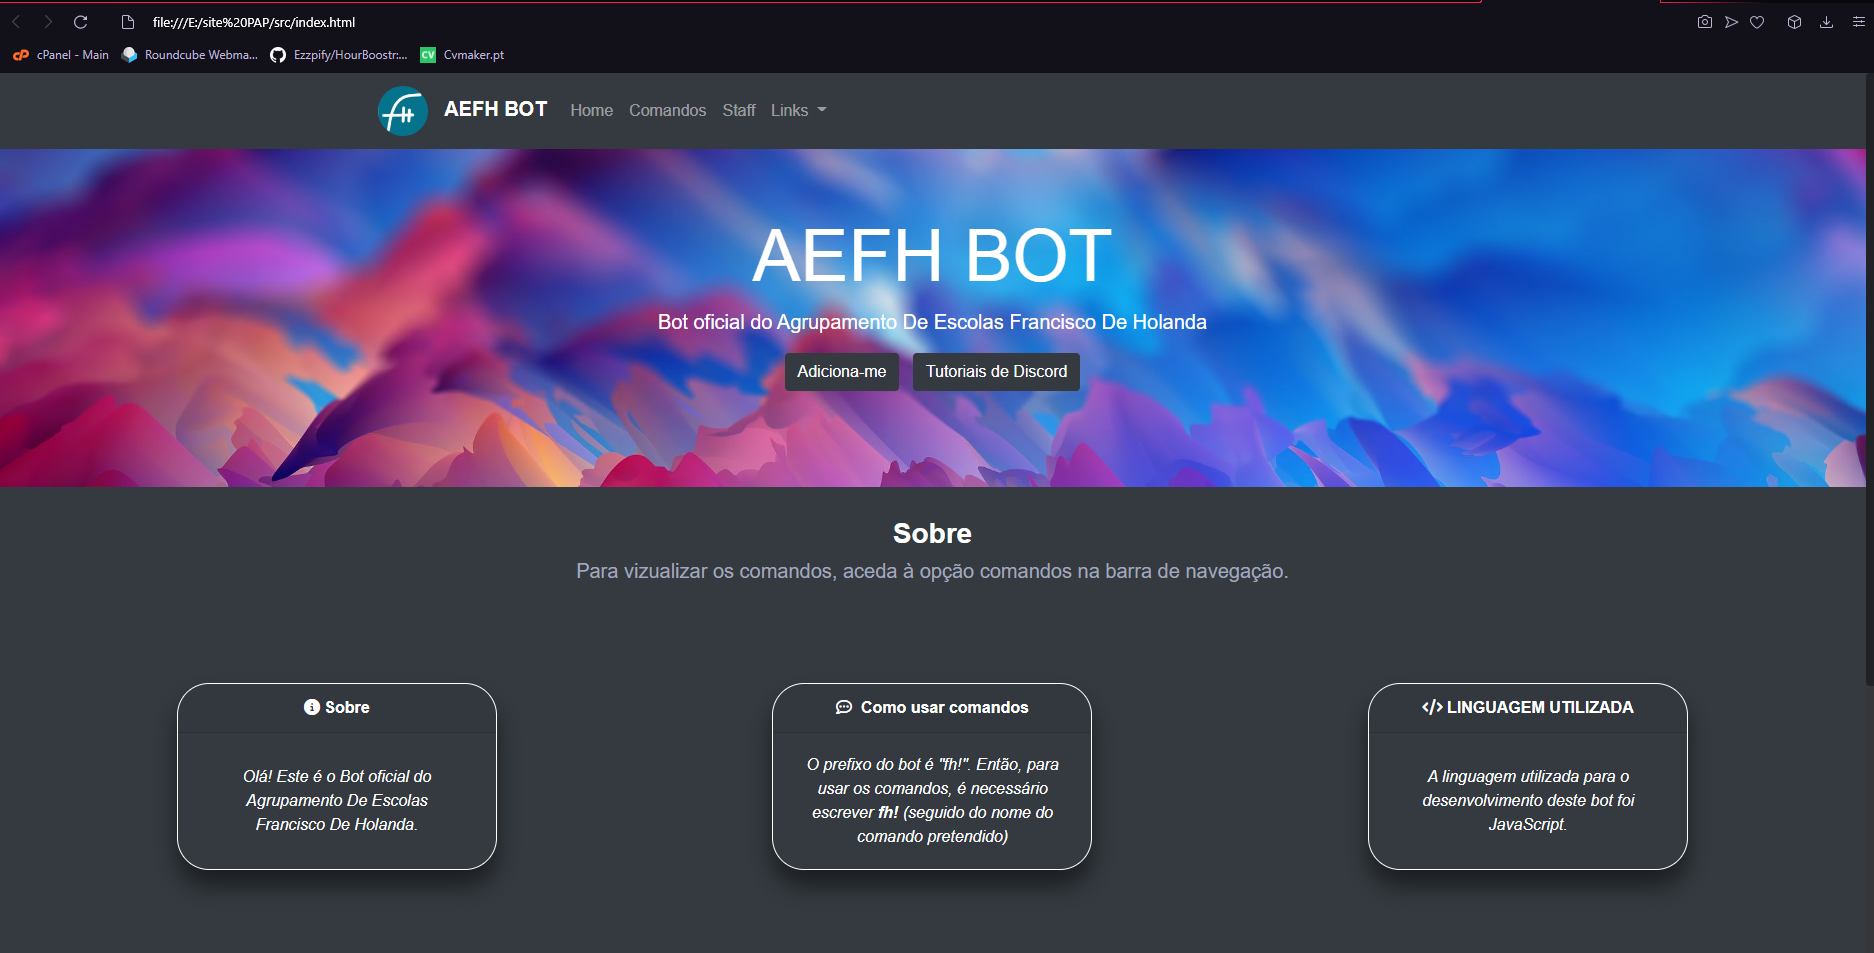 file:///E:/site%20PAP/src/index.html
cPanel - Main Roundcube Webma... Ezzpify/HourBoostr:... CV Cvmaker.pt
AEFH BOT Home Comandos Staff Links
AEFH BOT
Bot oficial do Agrupamento De Escolas Francisco De Holanda
Adiciona-me Tutoriais de Discord
Sobre
Para vizualizar os comandos, aceda à opção comandos na barra de navegação.
Sobre
Olá! Este é o Bot oficial do
Agrupamento De Escolas
Francisco De Holanda.
Como usar comandos
O prefixo do bot é "fh!". Então, para
usar os comandos, é necessário
escrever fh! (seguido do nome do
comando pretendido)
LINGUAGEM UTILIZADA
A linguagem utilizada para o
desenvolvimento deste bot foi
JavaScript.